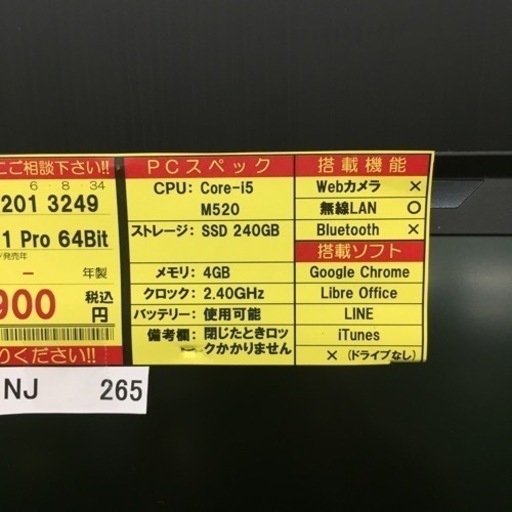 こご相談下さい!!
6-8-34
201 3249
1 Pro 64Bit
発売年
- 年製
900 税込
円
りください!!
NJ 265
PCスペック
CPU: Core-i5
M520
ストレージ: SSD 240GB
メモリ: 4GB
クロック: 2.40GHz
バッテリー: 使用可能
備考欄: 閉じたときロッ
クかかりません
搭載機能
Webカメラ ×
無線LAN ○
Bluetooth ×
搭載ソフト
Google Chrome
Libre Office
LINE
iTunes
× (ドライブなし)